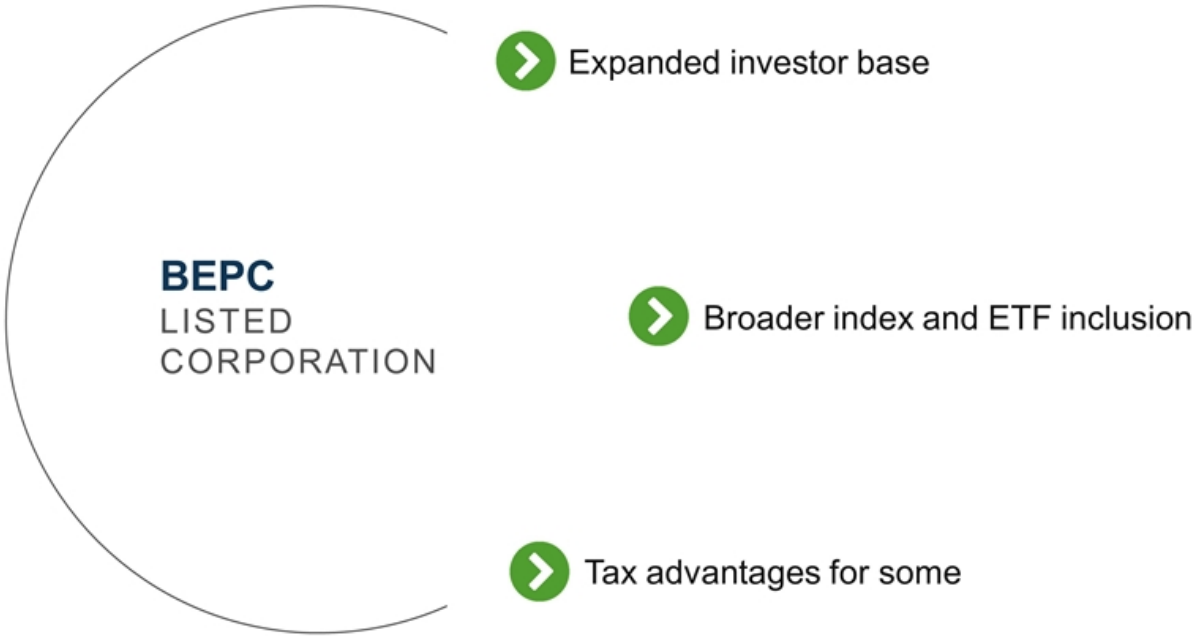 Expanded investor base
BEPC
LISTED
CORPORATION
Broader index and ETF inclusion
Tax advantages for some